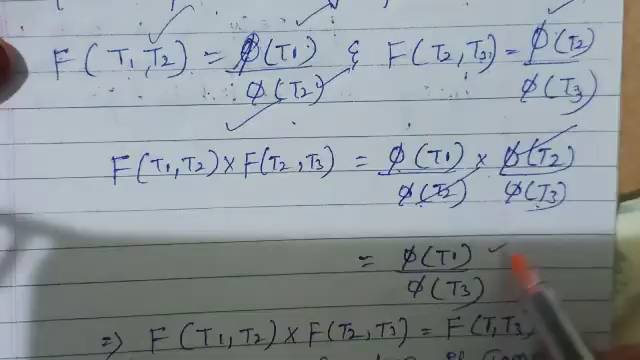 F(T1,T2) = ϕ(T1)/ϕ(T2) & F(T2,T3) = ϕ(T2)/ϕ(T3)
F(T1,T2) × F(T2,T3) = ϕ(T1)/ϕ(T2) × ϕ(T2)/ϕ(T3)
= ϕ(T1)/ϕ(T3)
⇒ F(T1,T2) × F(T2,T3) = F(T1,T3)